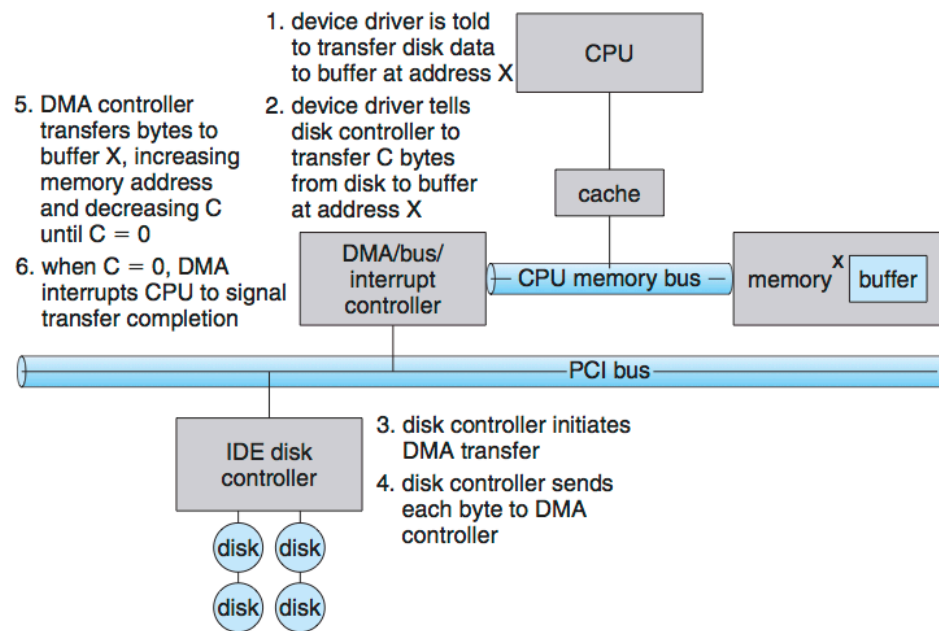 1. device driver is told
to transfer disk data
to buffer at address X
2. device driver tells
disk controller to
transfer C bytes
from disk to buffer
at address X
5. DMA controller
transfers bytes to
buffer X, increasing
memory address
and decreasing C
until C = 0
6. when C = 0, DMA
interrupts CPU to signal
transfer completion
CPU
cache
DMA/bus/
interrupt
controller
CPU memory bus
memory
X
buffer
PCI bus
IDE disk
controller
3. disk controller initiates
DMA transfer
4. disk controller sends
each byte to DMA
controller
disk
disk
disk
disk